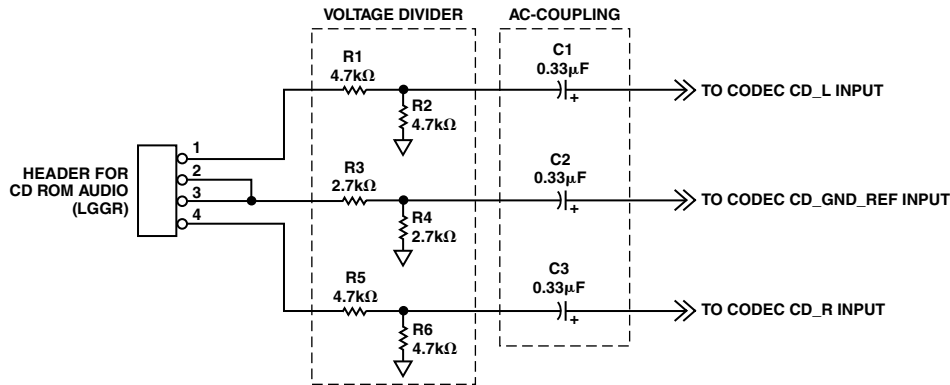 VOLTAGE DIVIDER
AC-COUPLING
R1
4.7kΩ
C1
0.33μF
+
TO CODEC CD_L INPUT
R2
4.7kΩ
HEADER FOR
CD ROM AUDIO
(LGGR)
1
2
3
4
R3
2.7kΩ
C2
0.33μF
+
TO CODEC CD_GND_REF INPUT
R4
2.7kΩ
R5
4.7kΩ
C3
0.33μF
+
TO CODEC CD_R INPUT
R6
4.7kΩ